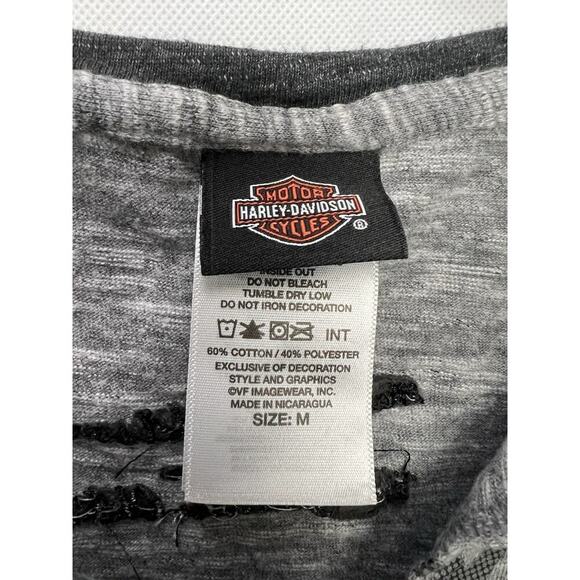 MOTOR
HARLEY-DAVIDSON
CYCLES
®
INSIDE OUT
DO NOT BLEACH
TUMBLE DRY LOW
DO NOT IRON DECORATION
INT
60% COTTON / 40% POLYESTER
EXCLUSIVE OF DECORATION
STYLE AND GRAPHICS
©VF IMAGEWEAR, INC.
MADE IN NICARAGUA
SIZE: M